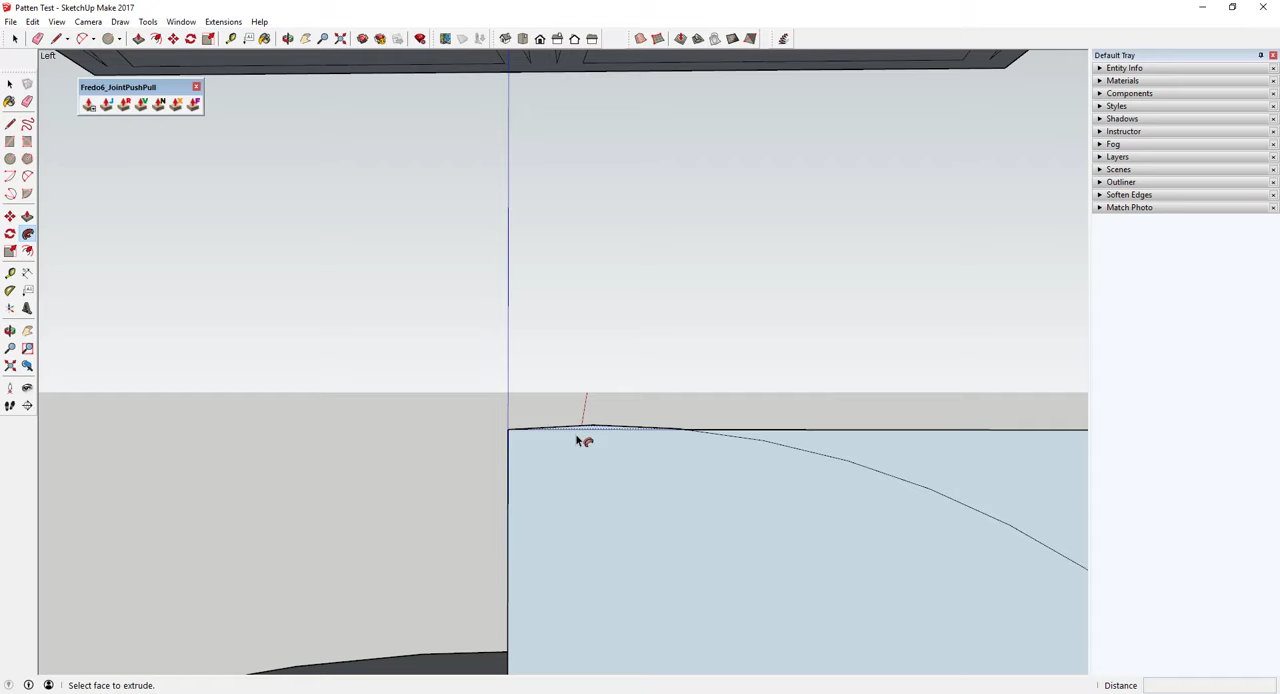 Patten Test - SketchUp Make 2017
File Edit View Camera Draw Tools Window Extensions Help
Left
Default Tray
Entity Info
Materials
Components
Styles
Shadows
Instructor
Fog
Layers
Scenes
Outliner
Soften Edges
Match Photo
Fredo6_JointPushPull
Select face to extrude.
Distance